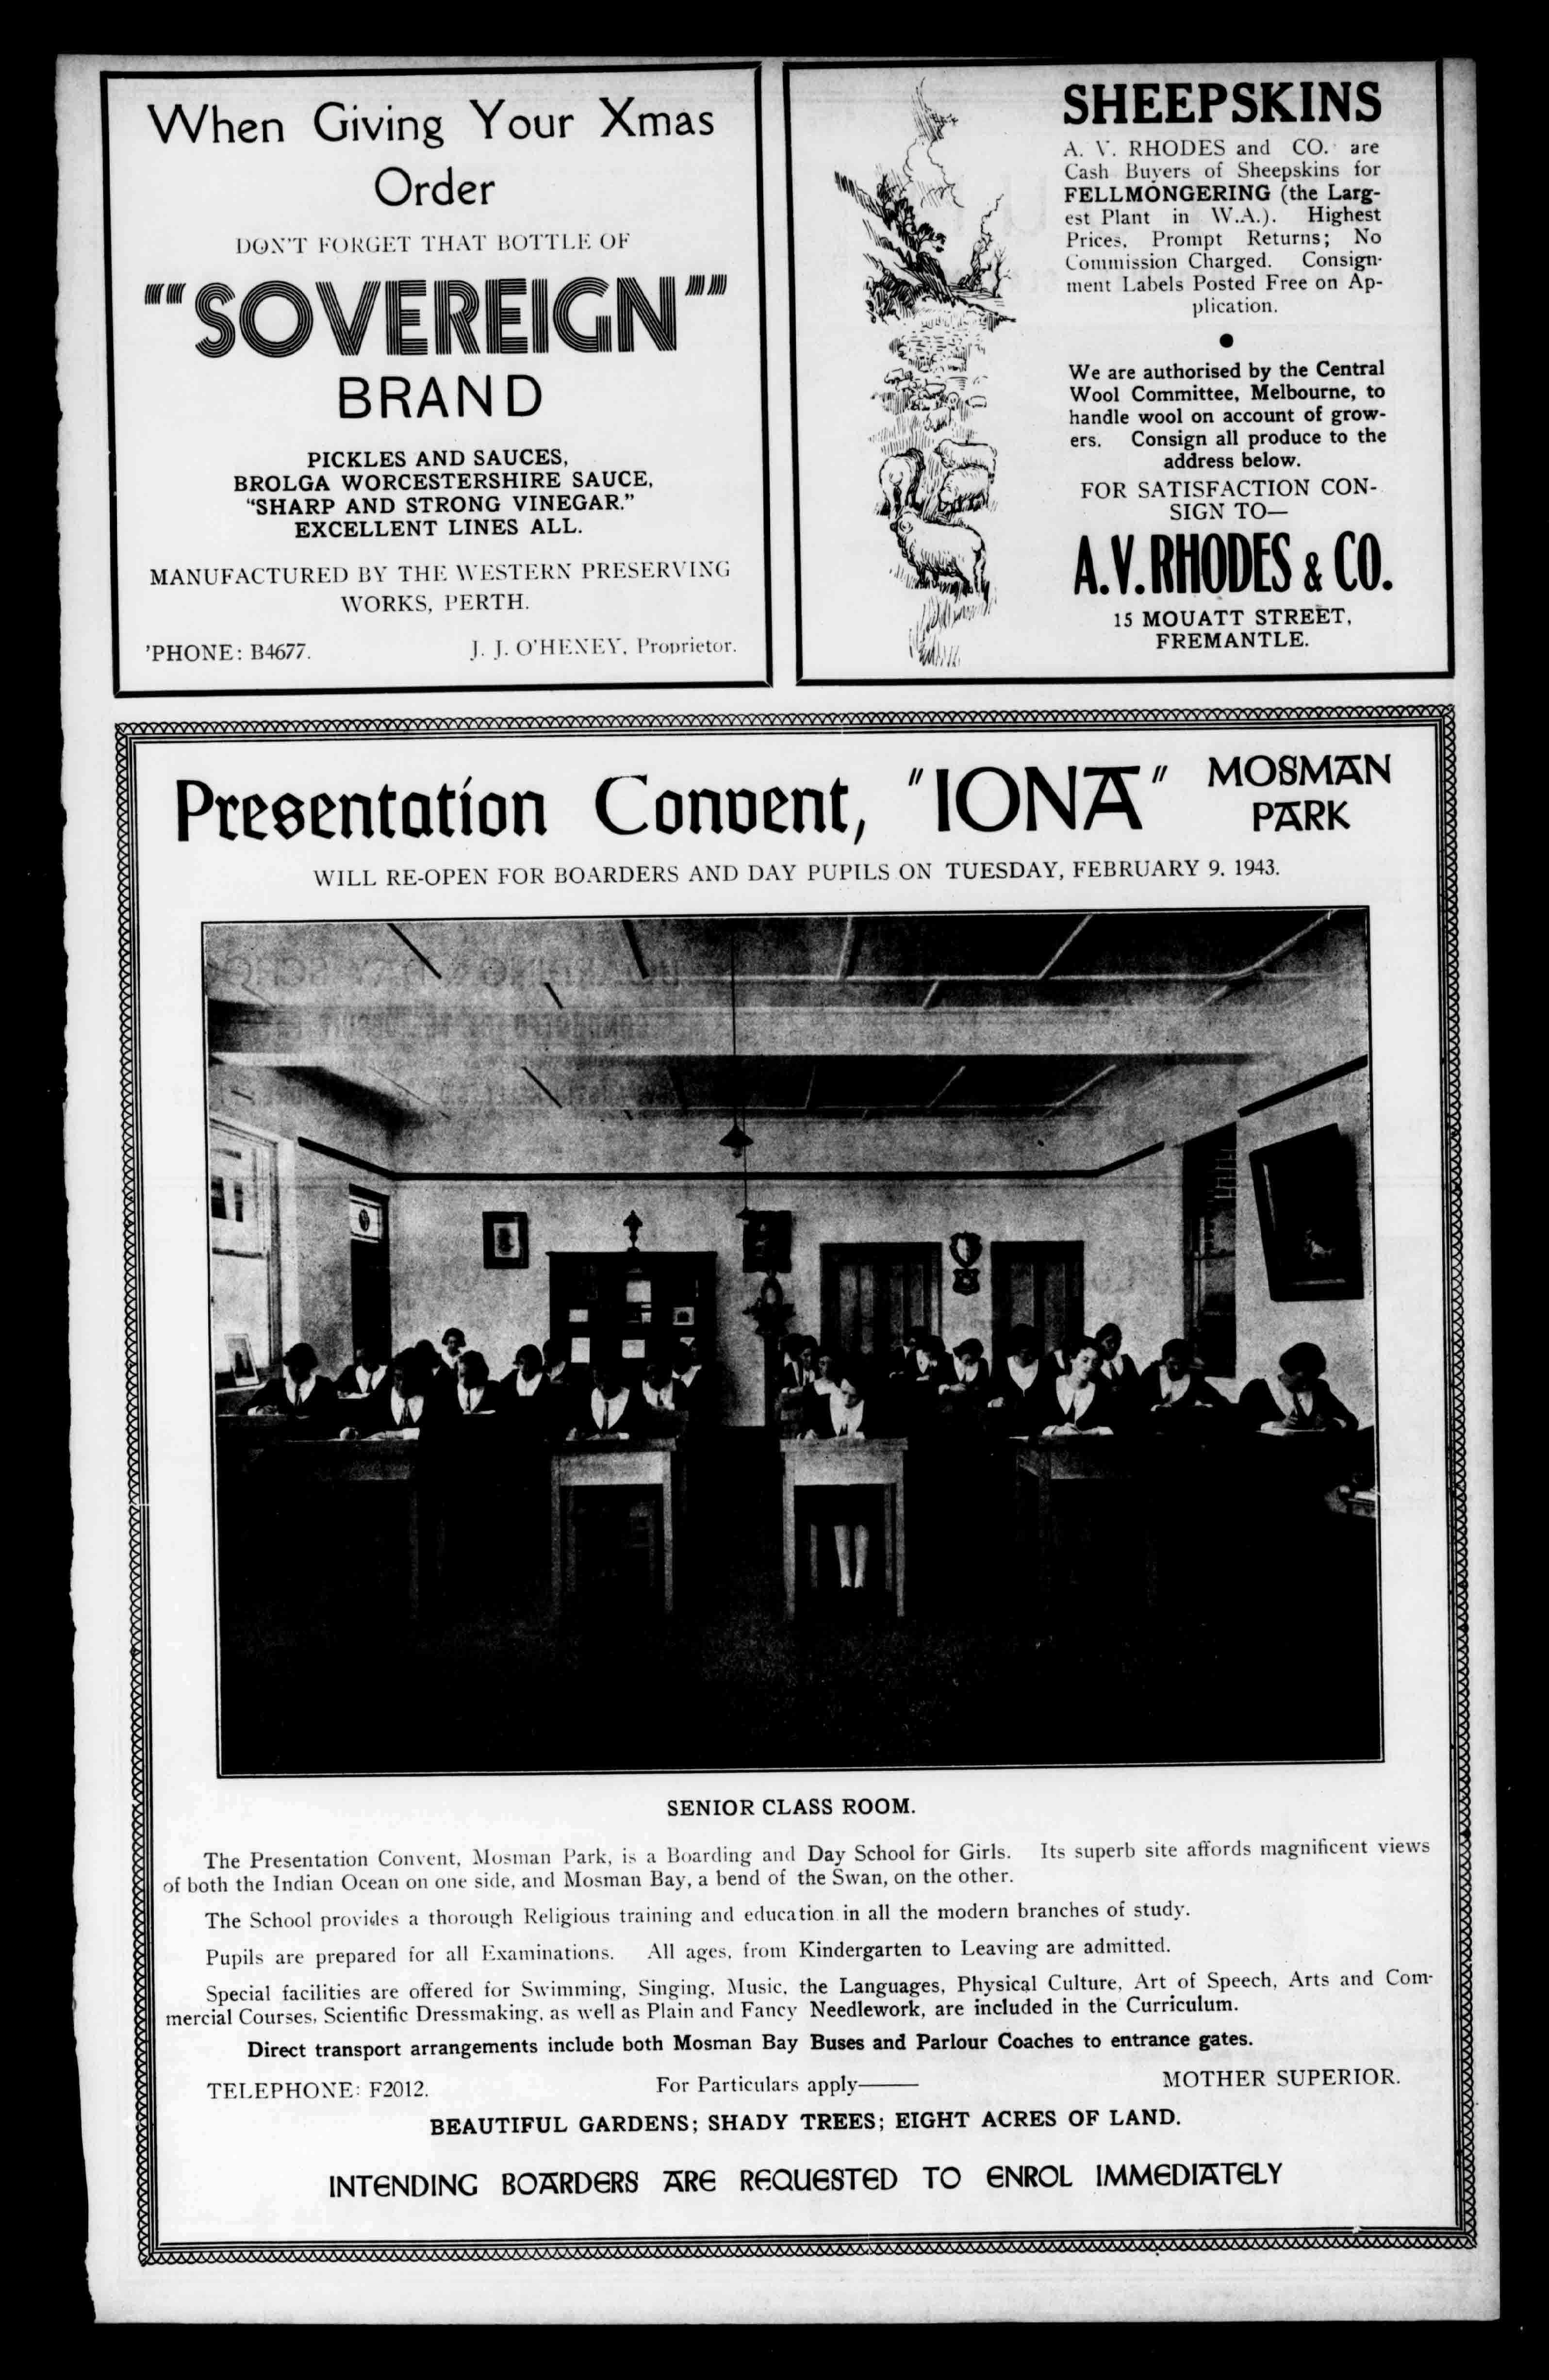 When Giving Your Xmas
Order
DON'T FORGET THAT BOTTLE OF
""SOVEREIGN""
BRAND
PICKLES AND SAUCES,
BROLGA WORCESTERSHIRE SAUCE,
"SHARP AND STRONG VINEGAR."
EXCELLENT LINES ALL.
MANUFACTURED BY THE WESTERN PRESERVING
WORKS, PERTH.
'PHONE: B4677. J. J. O'HENEY, Proprietor.
SHEEPSKINS
A. V. RHODES and CO. are
Cash Buyers of Sheepskins for
FELLMONGERING (the Larg-
est Plant in W.A.). Highest
Prices, Prompt Returns; No
Commission Charged. Consign-
ment Labels Posted Free on Ap-
plication.
We are authorised by the Central
Wool Committee, Melbourne, to
handle wool on account of grow-
ers. Consign all produce to the
address below.
FOR SATISFACTION CON-
SIGN TO—
A.V. RHODES & CO.
15 MOUATT STREET,
FREMANTLE.
Presentation Convent, "IONA" MOSMAN
PARK
WILL RE-OPEN FOR BOARDERS AND DAY PUPILS ON TUESDAY, FEBRUARY 9. 1943.
SENIOR CLASS ROOM.
The Presentation Convent, Mosman Park, is a Boarding and Day School for Girls. Its superb site affords magnificent views
of both the Indian Ocean on one side, and Mosman Bay, a bend of the Swan, on the other.
The School provides a thorough Religious training and education in all the modern branches of study.
Pupils are prepared for all Examinations. All ages, from Kindergarten to Leaving are admitted.
Special facilities are offered for Swimming, Singing, Music, the Languages, Physical Culture, Art of Speech, Arts and Com-
mercial Courses, Scientific Dressmaking, as well as Plain and Fancy Needlework, are included in the Curriculum.
Direct transport arrangements include both Mosman Bay Buses and Parlour Coaches to entrance gates.
TELEPHONE: F2012. For Particulars apply—— MOTHER SUPERIOR.
BEAUTIFUL GARDENS; SHADY TREES; EIGHT ACRES OF LAND.
INTENDING BOARDERS ARE REQUESTED TO ENROL IMMEDIATELY